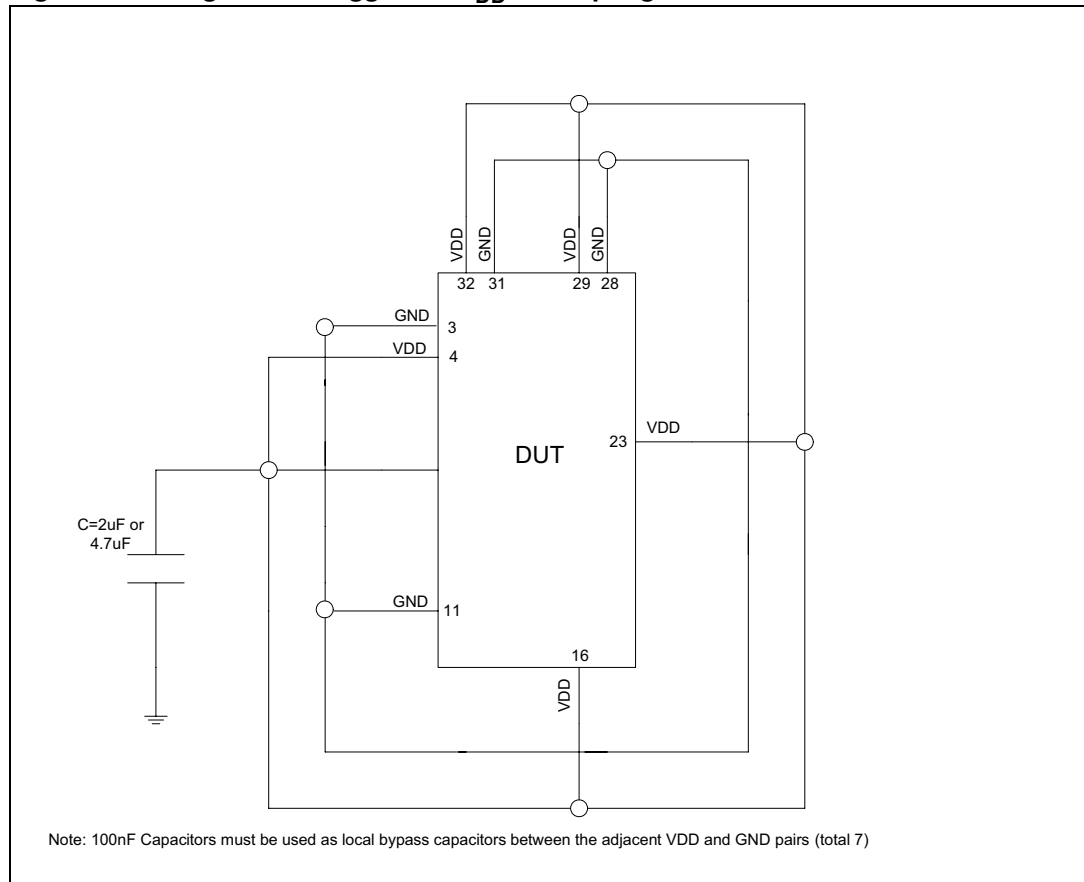 VDD
GND
VDD
GND
32
31
29
28
GND
3
VDD
4
23
VDD
DUT
C=2uF or
4.7uF
GND
11
16
VDD
Note: 100nF Capacitors must be used as local bypass capacitors between the adjacent VDD and GND pairs (total 7)